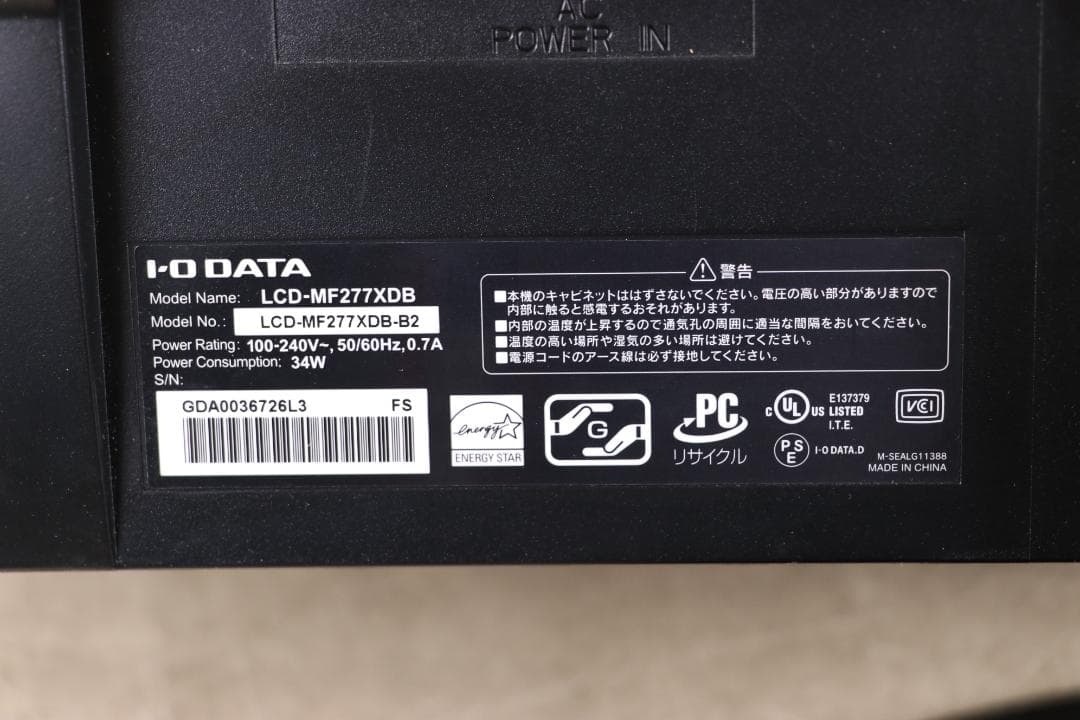 AC
POWER IN
I-O DATA
Model Name: LCD-MF277XDB
Model No.: LCD-MF277XDB-B2
Power Rating: 100-240V~, 50/60Hz, 0.7A
Power Consumption: 34W
S/N:
GDA0036726L3 FS
警告
■本機のキャビネットははずさないでください。電圧の高い部分がありますので
内部に触ると感電するおそれがあります。
■内部の温度が上昇するので通気孔の周囲に適当な間隔をおいてください。
■温度の高い場所や湿気の多い場所は避けてください。
■電源コードのアース線は必ず接地してください。
energy
ENERGY STAR
G
PC
リサイクル
C UL US LISTED
E137379
I.T.E.
PSE I-O DATA.D
VCCI
M-SEALG11388
MADE IN CHINA